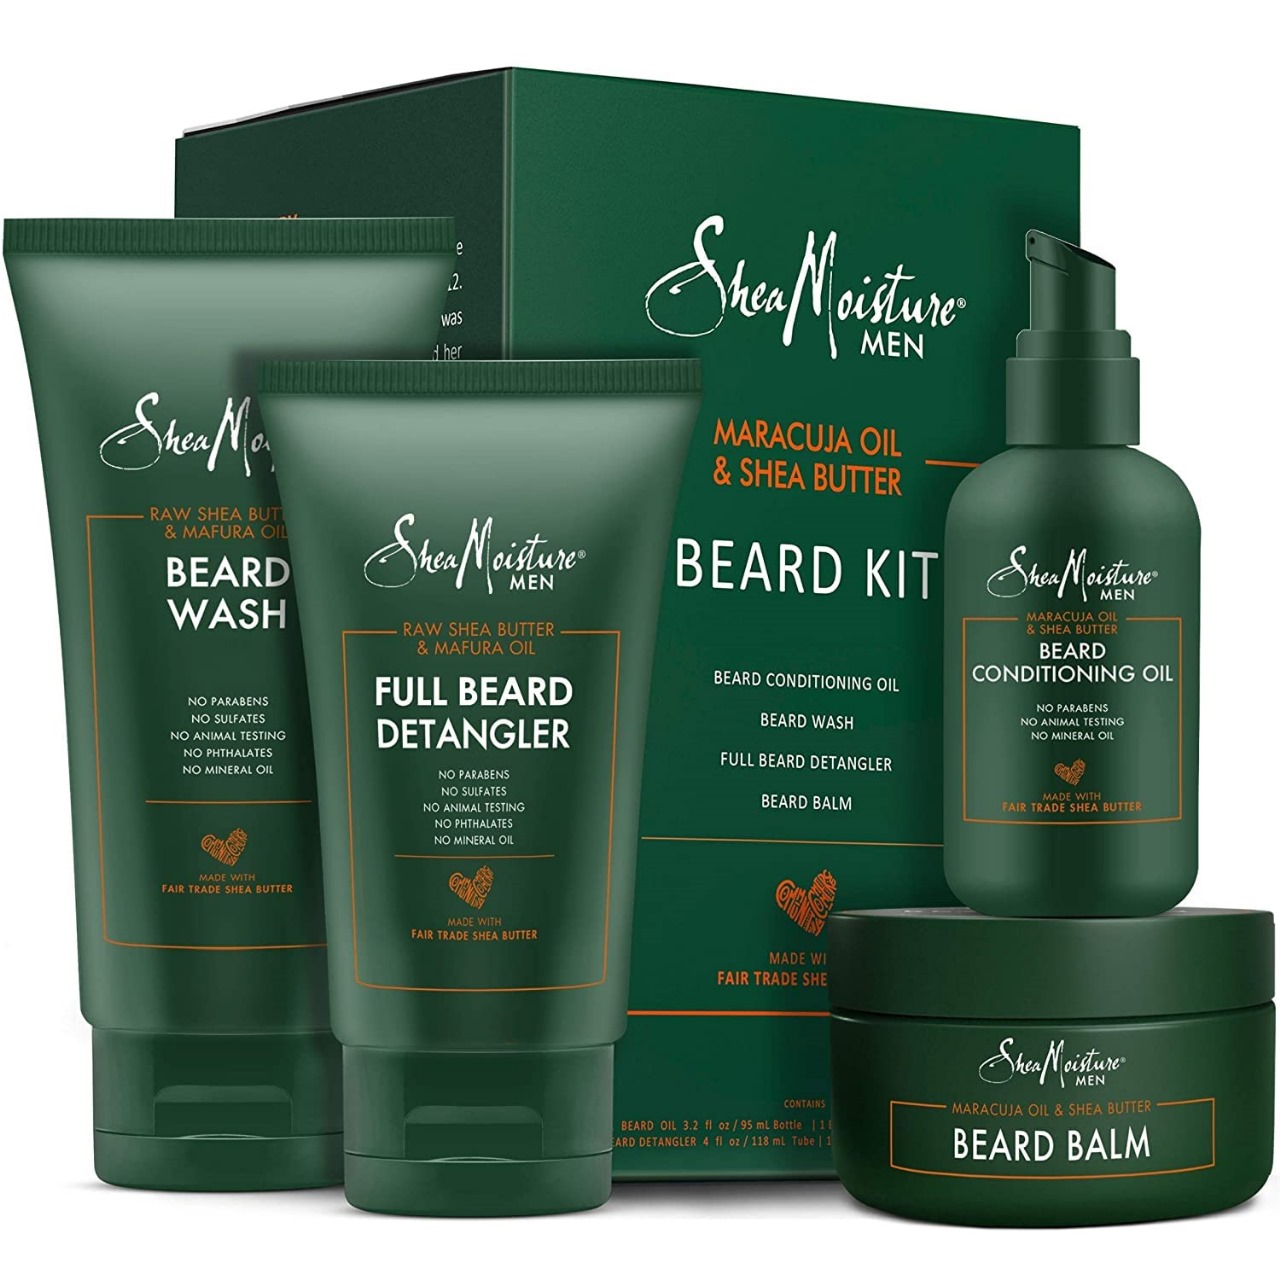 SheaMoisture®
MEN
MARACUJA OIL
& SHEA BUTTER
BEARD KIT
BEARD CONDITIONING OIL
BEARD WASH
FULL BEARD DETANGLER
BEARD BALM
COMMUNITY COMMERCE
MADE
FAIR TRADE
CONTAINS
BEARD OIL 3.2 fl oz / 95 mL Bottle | 1
DETANGLER 4 fl oz / 118 mL Tube | 1
was
her
Shea
RAW SHEA
& MAFURA OIL
BEARD
WASH
NO PARABENS
NO SULFATES
NO ANIMAL TESTING
NO PHTHALATES
NO MINERAL OIL
MADE WITH
FAIR TRADE SHEA BUTTER
SheaMoisture®
MEN
RAW SHEA BUTTER
& MAFURA OIL
FULL BEARD
DETANGLER
NO PARABENS
NO SULFATES
NO ANIMAL TESTING
NO PHTHALATES
NO MINERAL OIL
MADE WITH
FAIR TRADE SHEA BUTTER
SheaMoisture®
MEN
MARACUJA OIL
& SHEA BUTTER
BEARD
CONDITIONING OIL
NO PARABENS
NO ANIMAL TESTING
NO MINERAL OIL
MADE WITH
FAIR TRADE SHEA BUTTER
SheaMoisture®
MEN
MARACUJA OIL & SHEA BUTTER
BEARD BALM